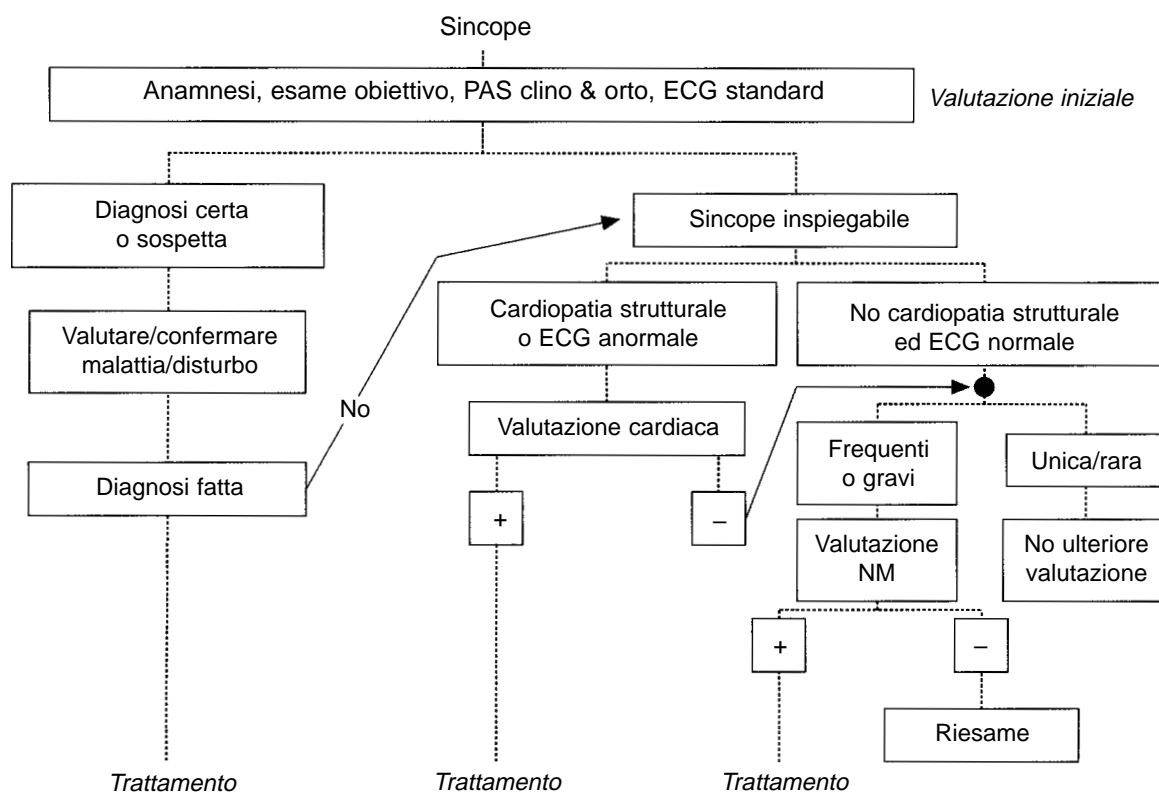 Sincope
Anamnesi, esame obiettivo, PAS clino & orto, ECG standard
Valutazione iniziale
Diagnosi certa
o sospetta
Sincope inspiegabile
Cardiopatia strutturale
o ECG anormale
No cardiopatia strutturale
ed ECG normale
Valutare/confermare
malattia/disturbo
No
Valutazione cardiaca
Frequenti
o gravi
Unica/rara
Diagnosi fatta
+
–
Valutazione
NM
No ulteriore
valutazione
+
–
Riesame
Trattamento
Trattamento
Trattamento